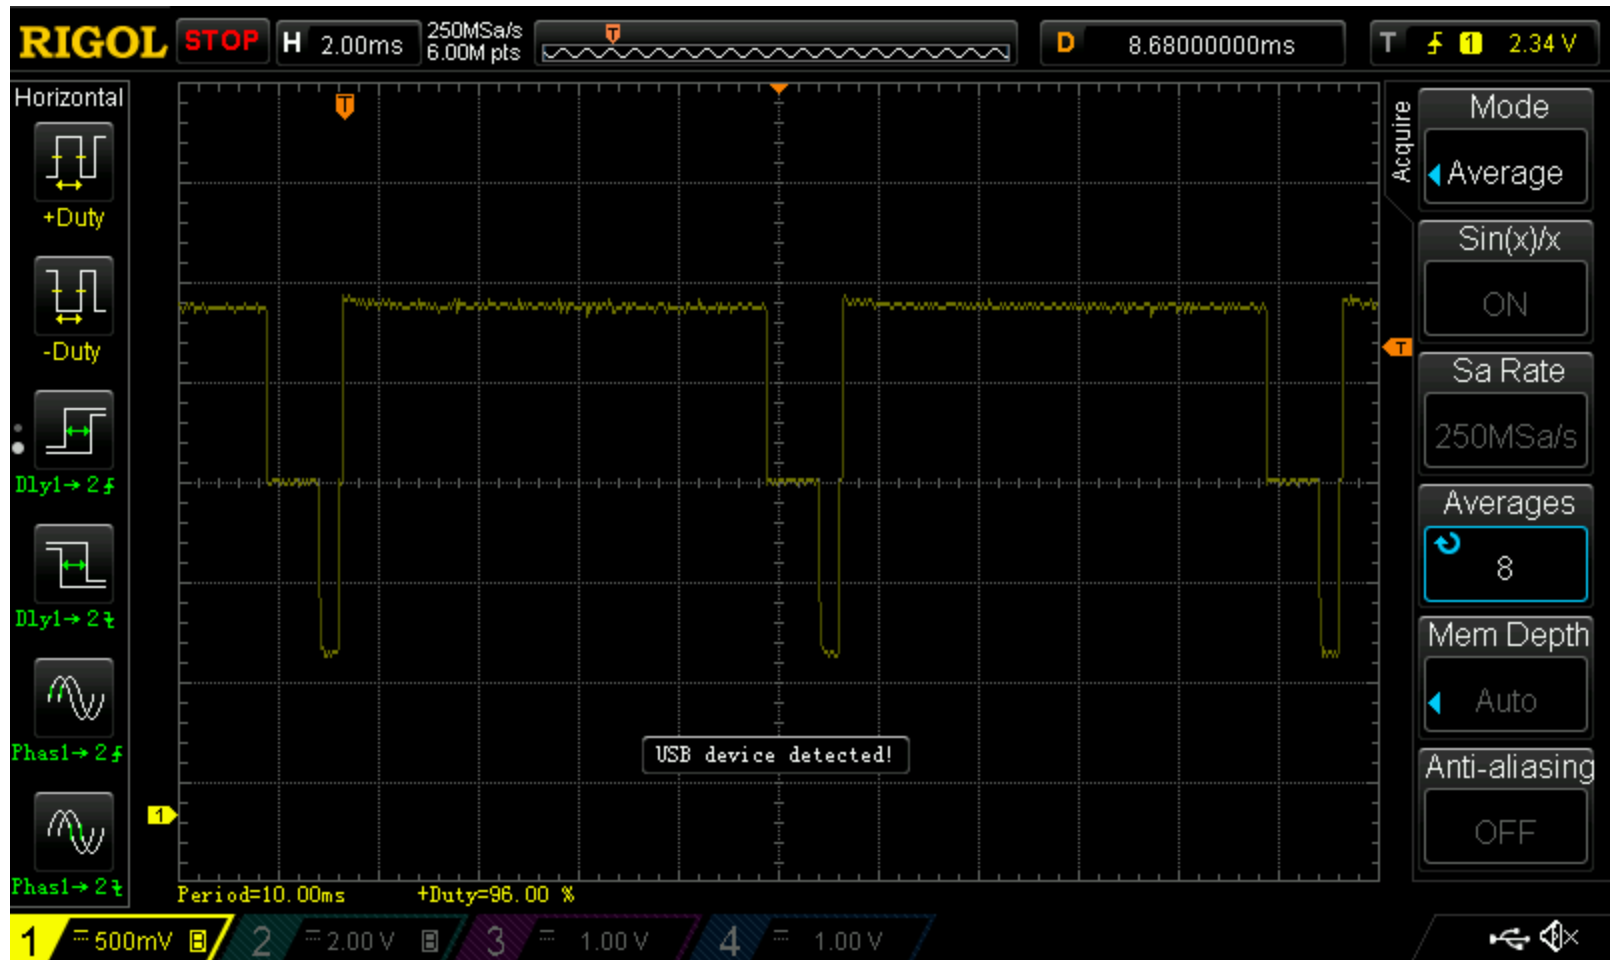 RIGOL STOP H 2.00ms 250MSa/s 6.00M pts T D 8.68000000ms T 1 2.34 V
Horizontal
+Duty
-Duty
Dly1→2
Dly1→2
Phas1→2
Phas1→2
T
T
1
USB device detected!
Period=10.00ms +Duty=96.00 %
Acquire
Mode
Average
Sin(x)/x
ON
Sa Rate
250MSa/s
Averages
8
Mem Depth
Auto
Anti-aliasing
OFF
1 500mV B 2 2.00 V B 3 1.00 V 4 1.00 V